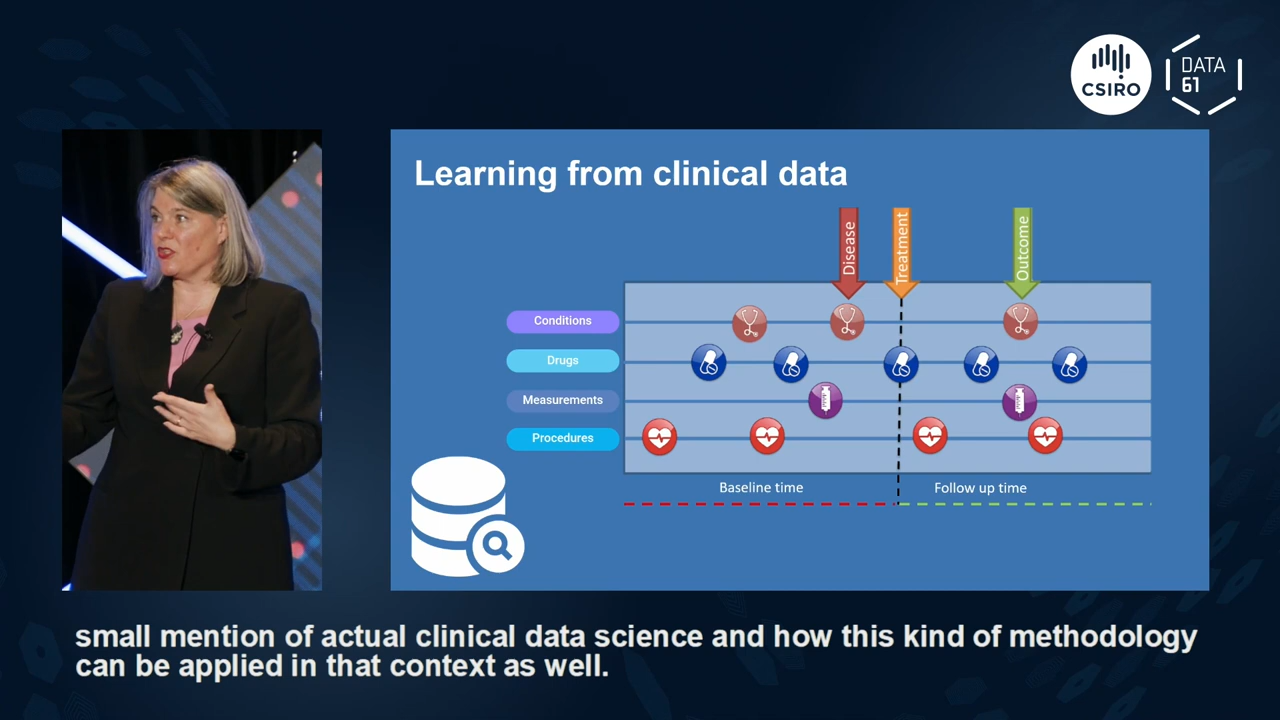 CSIRO
DATA
61
Learning from clinical data
Disease
Treatment
Outcome
Conditions
Drugs
Measurements
Procedures
Baseline time
Follow up time
small mention of actual clinical data science and how this kind of methodology
can be applied in that context as well.